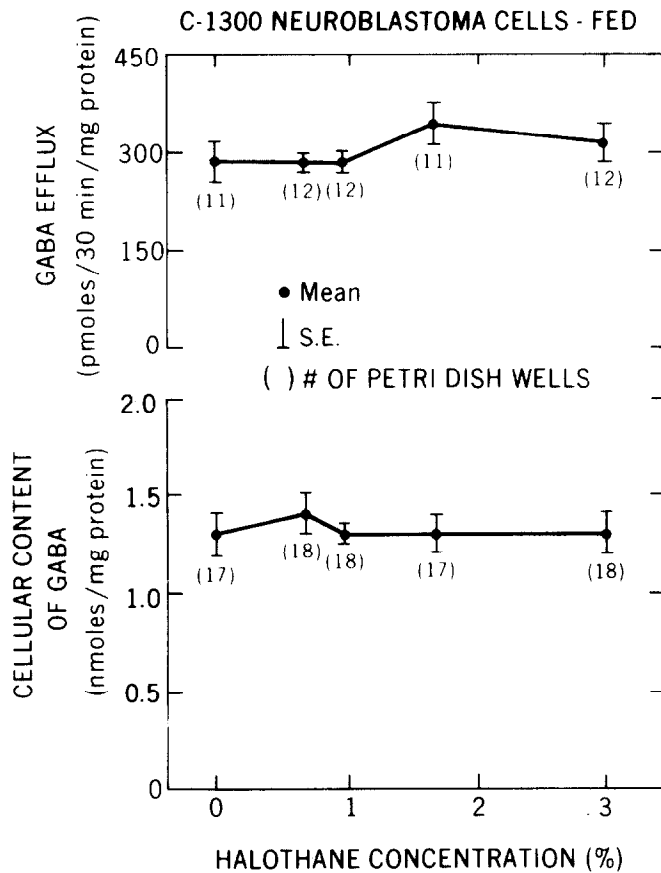 C-1300 NEUROBLASTOMA CELLS - FED
GABA EFFLUX
(pmoles/30 min/mg protein)
450
300
150
0
(11)
(12)
(12)
(11)
(12)
Mean
S.E.
( ) # OF PETRI DISH WELLS
CELLULAR CONTENT
OF GABA
(nmoles/mg protein)
2.0
1.5
1.0
0.5
0
(17)
(18)
(18)
(17)
(18)
0 1 2 3
HALOTHANE CONCENTRATION (%)